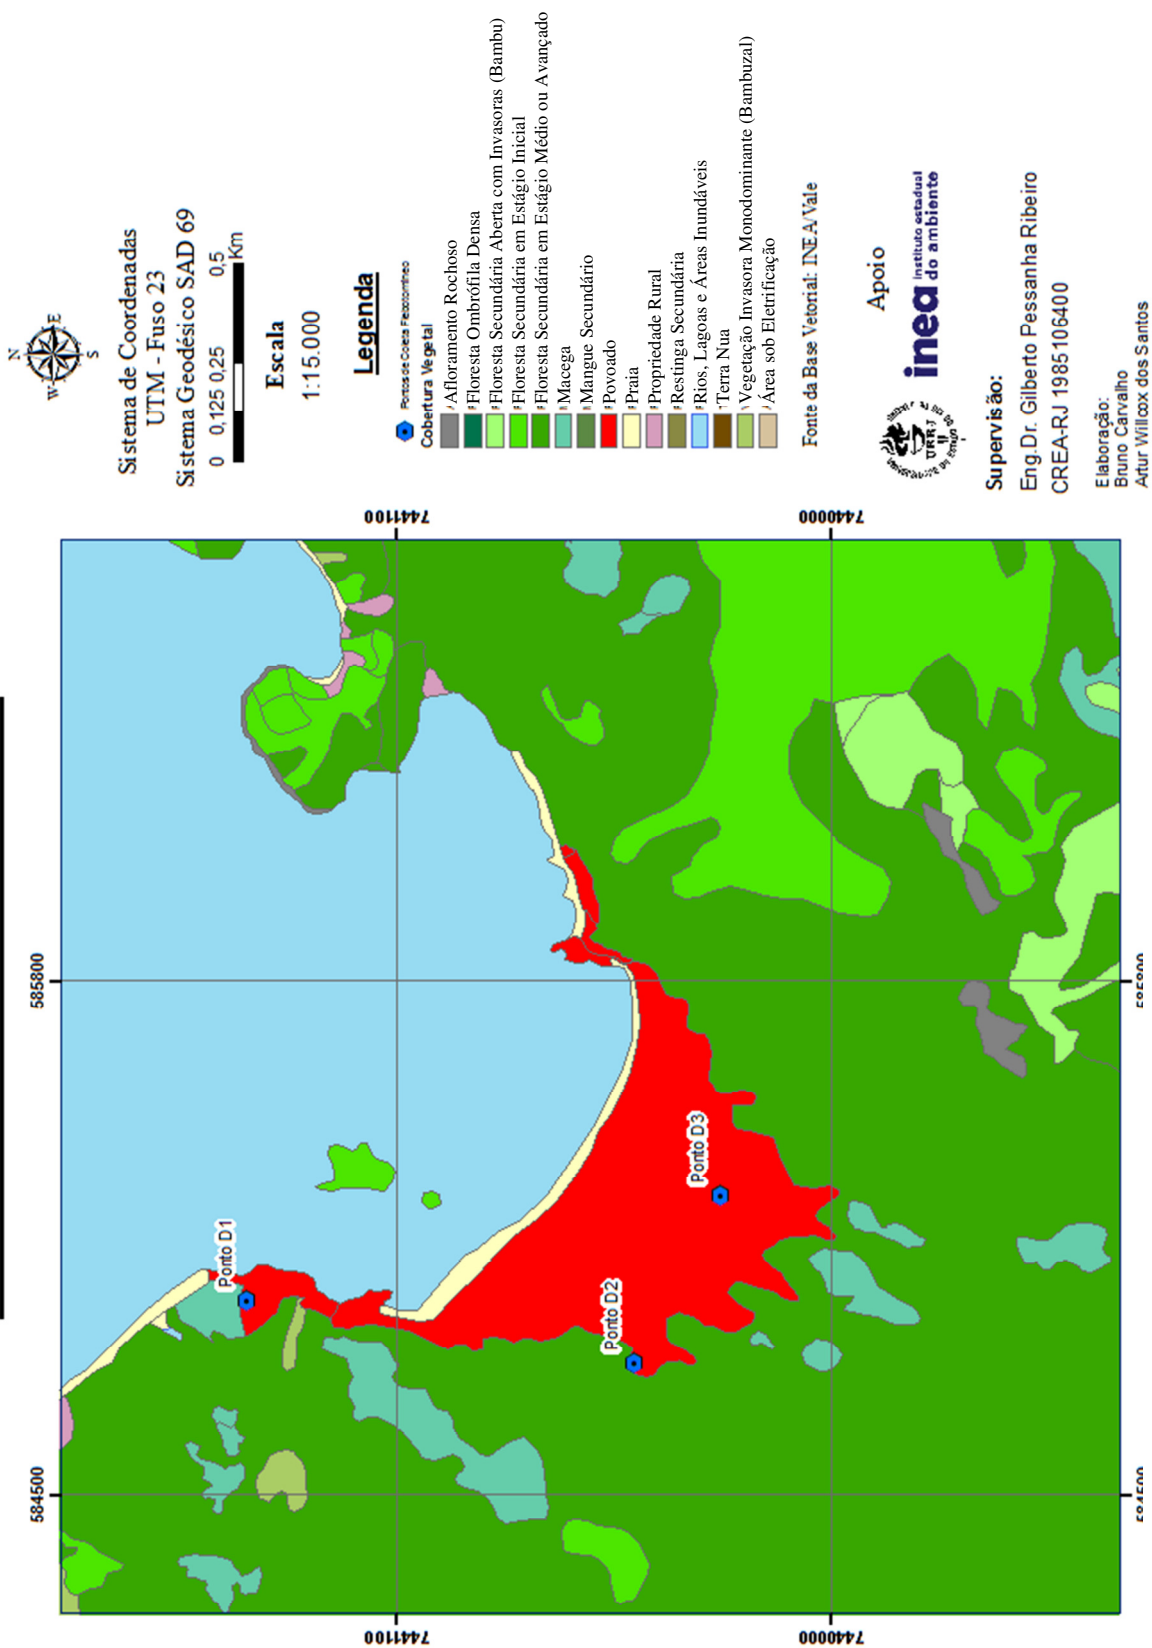 N
W
E
S
Sistema de Coordenadas
UTM - Fuso 23
Sistema Geodésico SAD 69
0 0,125 0,25 0,5
Km
Escala
1:15.000
Legenda
Cobertura Vegetal
Afloramento Rochoso
Floresta Ombrófila Densa
Floresta Secundária Aberta com Invasoras (Bambu)
Floresta Secundária em Estágio Inicial
Floresta Secundária em Estágio Médio ou Avançado
Macega
Mangue Secundário
Povoado
Praia
Propriedade Rural
Restinga Secundária
Rios, Lagoas e Áreas Inundáveis
Terra Nua
Vegetação Invasora Monodominante (Bambuzal)
Área sob Eletrificação
Fonte da Base Vetorial: INEA/Vale
Apoio
inea instituto estadual
do ambiente
Supervisão:
Eng.Dr. Gilberto Pessanha Ribeiro
CREA-RJ 1985106400
Elaboração:
Bruno Carvalho
Artur Willcox dos Santos
584500
585800
7441100
7440000
Ponto D1
Ponto D2
Ponto D3
7441100
7440000
584500
585800